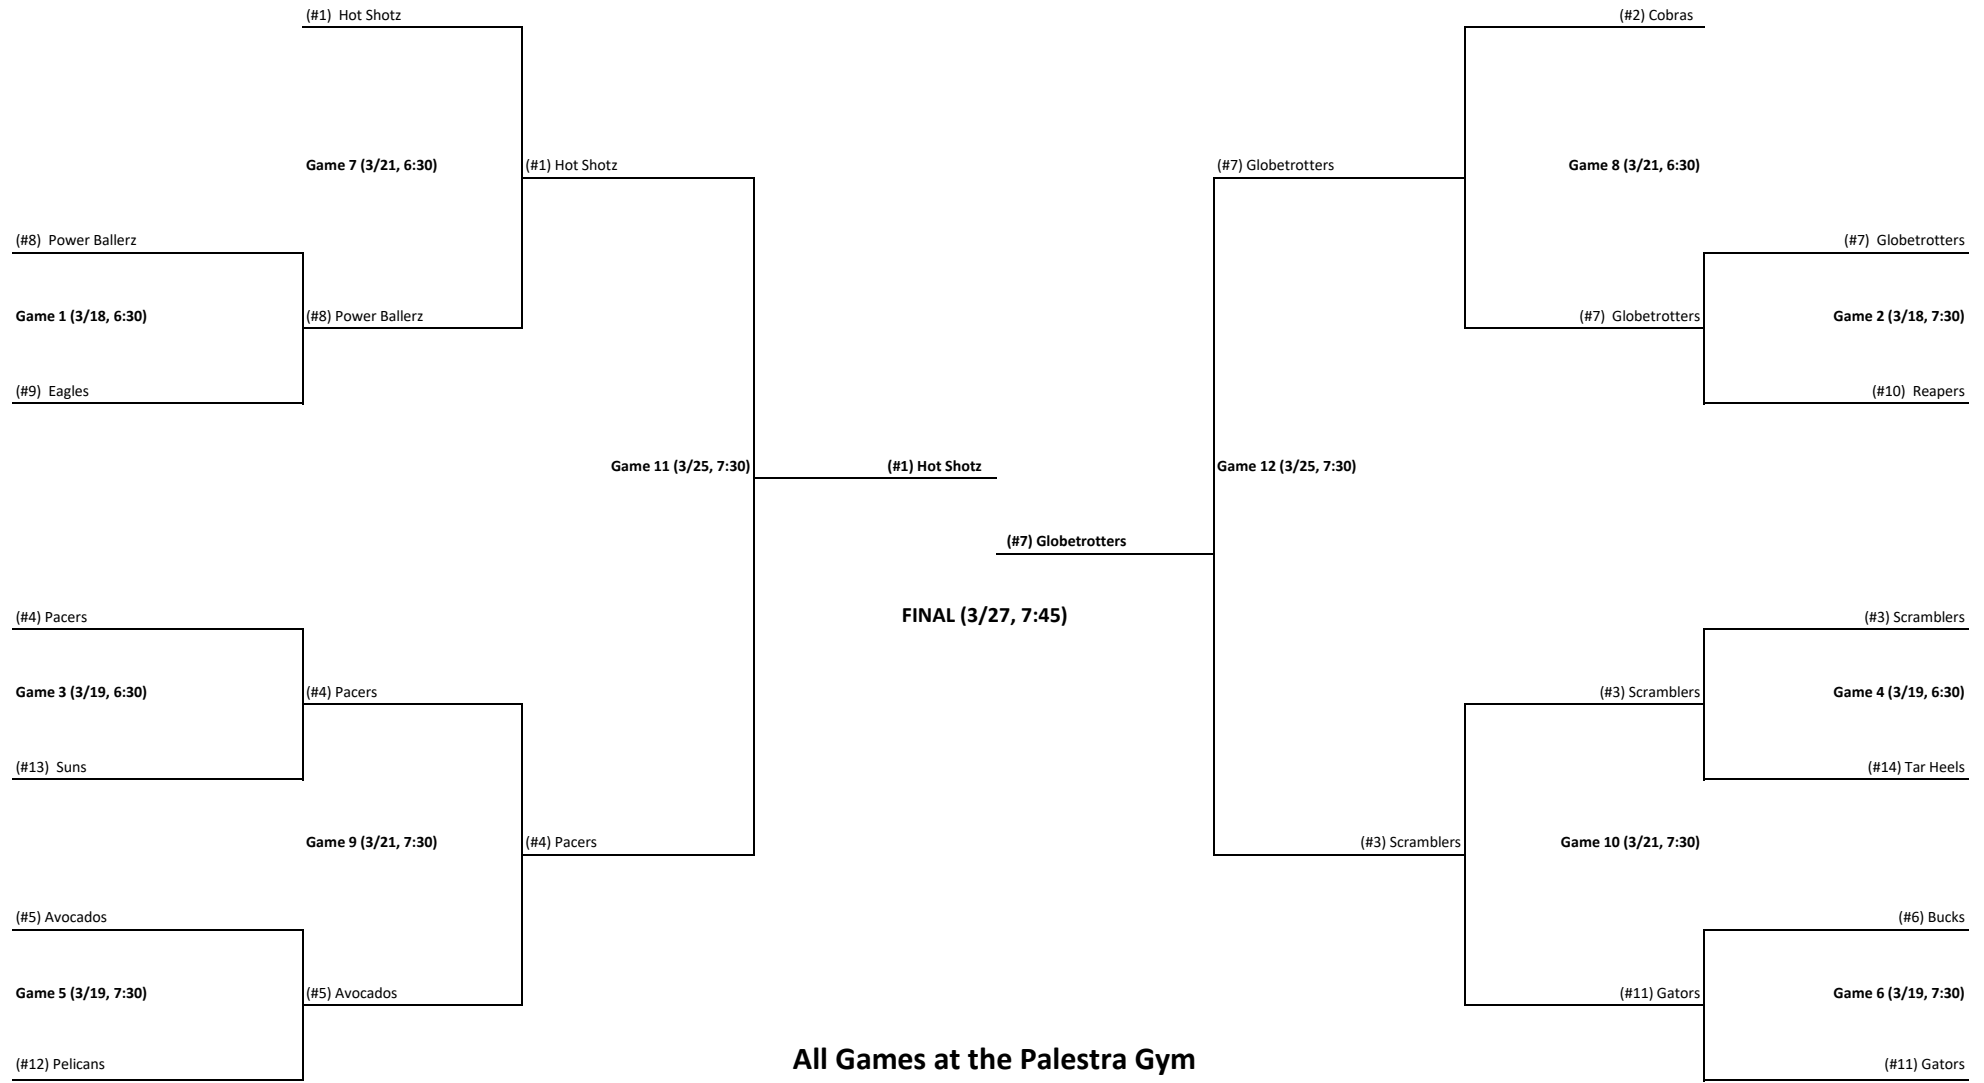 (#1)  Hot Shotz
(#2) Cobras
Game 7 (3/21, 6:30)
(#1) Hot Shotz
(#7) Globetrotters
Game 8 (3/21, 6:30)
(#8)  Power Ballerz
(#7)  Globetrotters
Game 1 (3/18, 6:30)
(#8) Power Ballerz
(#7)  Globetrotters
Game 2 (3/18, 7:30)
(#9)  Eagles
(#10)  Reapers
Game 11 (3/25, 7:30)
(#1) Hot Shotz
Game 12 (3/25, 7:30)
(#7) Globetrotters
FINAL (3/27, 7:45)
(#4) Pacers
(#3) Scramblers
Game 3 (3/19, 6:30)
(#4) Pacers
(#3) Scramblers
Game 4 (3/19, 6:30)
(#13)  Suns
(#14) Tar Heels
Game 9 (3/21, 7:30)
(#4) Pacers
(#3) Scramblers
Game 10 (3/21, 7:30)
(#5) Avocados
(#6) Bucks
Game 5 (3/19, 7:30)
(#5) Avocados
(#11) Gators
Game 6 (3/19, 7:30)
(#12) Pelicans
All Games at the Palestra Gym
(#11) Gators